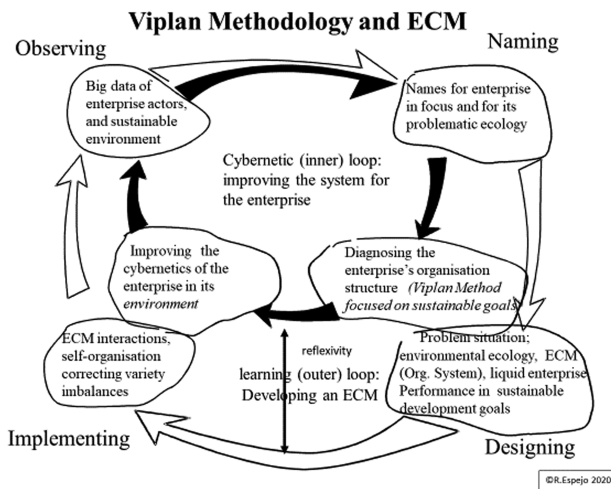 Viplan Methodology and ECM
Observing
Naming
Big data of
enterprise actors,
and sustainable
environment
Names for enterprise
in focus and for its
problematic ecology
Cybernetic (inner) loop:
improving the system for
the enterprise
Improving the
cybernetics of the
enterprise in its
environment
Diagnosing the
enterprise's organisation
structure (Viplan Method
focused on sustainable goals)
ECM interactions,
self-organisation
correcting variety
imbalances
reflexivity
learning (outer) loop:
Developing an ECM
Problem situation;
environmental ecology, ECM
(Org. System), liquid enterprise
Performance in sustainable
development goals
Implementing
Designing
©R.Espejo 2020